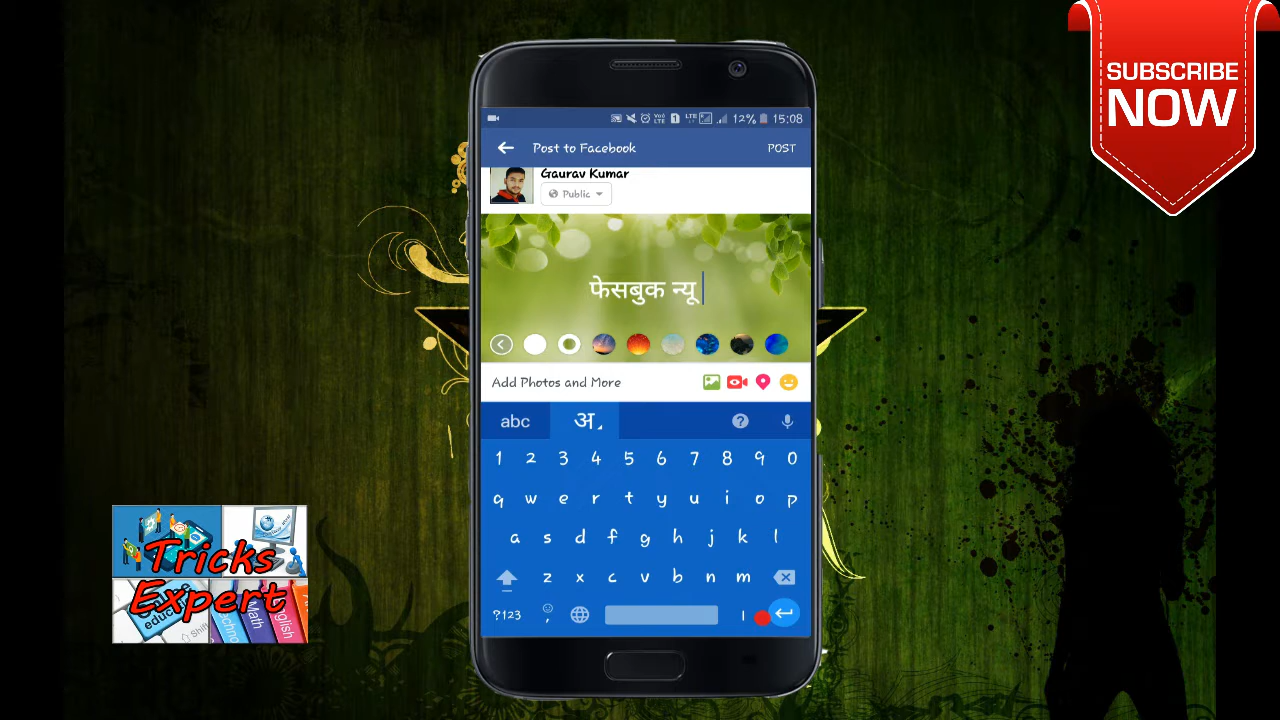 SUBSCRIBE
NOW
12% 15:08
Post to Facebook POST
Gaurav Kumar
Public
फेसबुक न्यू
Add Photos and More
abc अ
1 2 3 4 5 6 7 8 9 0
q w e r t y u i o p
a s d f g h j k l
z x c v b n m
?123 , ।
Tricks
Expert